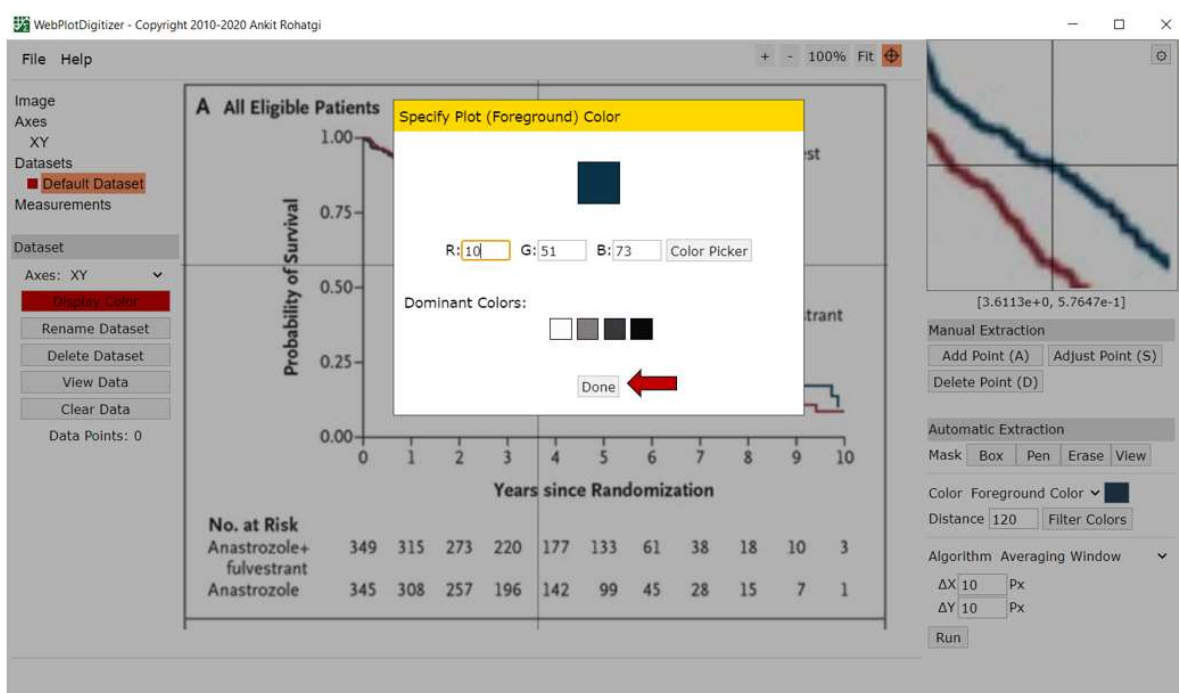 WebPlotDigitizer - Copyright 2010-2020 Ankit Rohatgi
File Help
+ - 100% Fit
Image
Axes
XY
Datasets
Default Dataset
Measurements
Dataset
Axes: XY
Display Color
Rename Dataset
Delete Dataset
View Data
Clear Data
Data Points: 0
A All Eligible Patients
Probability of Survival
1.00
0.75
0.50
0.25
0.00
0 1 2 3 4 5 6 7 8 9 10
Years since Randomization
No. at Risk
Anastrozole+ 349 315 273 220 177 133 61 38 18 10 3
fulvestrant
Anastrozole 345 308 257 196 142 99 45 28 15 7 1
Specify Plot (Foreground) Color
R: 10 G: 51 B: 73 Color Picker
Dominant Colors:
Done
[3.6113e+0, 5.7647e-1]
Manual Extraction
Add Point (A) Adjust Point (S)
Delete Point (D)
Automatic Extraction
Mask Box Pen Erase View
Color Foreground Color
Distance 120 Filter Colors
Algorithm Averaging Window
ΔX 10 Px
ΔY 10 Px
Run